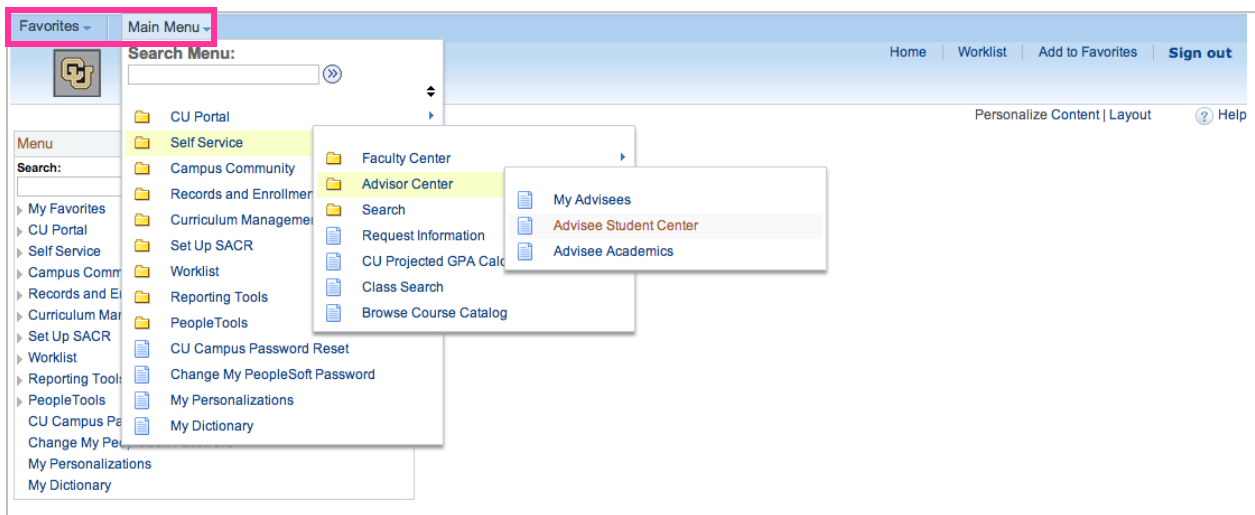 Favorites Main Menu
Search Menu:
Home Worklist Add to Favorites Sign out
Personalize Content | Layout Help
CU Portal
Self Service
Campus Community
Records and Enrollmen
Curriculum Managemen
Set Up SACR
Worklist
Reporting Tools
PeopleTools
CU Campus Password Reset
Change My PeopleSoft Password
My Personalizations
My Dictionary
Faculty Center
Advisor Center
Search
Request Information
CU Projected GPA Calc
Class Search
Browse Course Catalog
My Advisees
Advisee Student Center
Advisee Academics
Menu
Search:
My Favorites
CU Portal
Self Service
Campus Comm
Records and E
Curriculum Mar
Set Up SACR
Worklist
Reporting Tools
PeopleTools
CU Campus Pa
Change My Peo
My Personalizations
My Dictionary